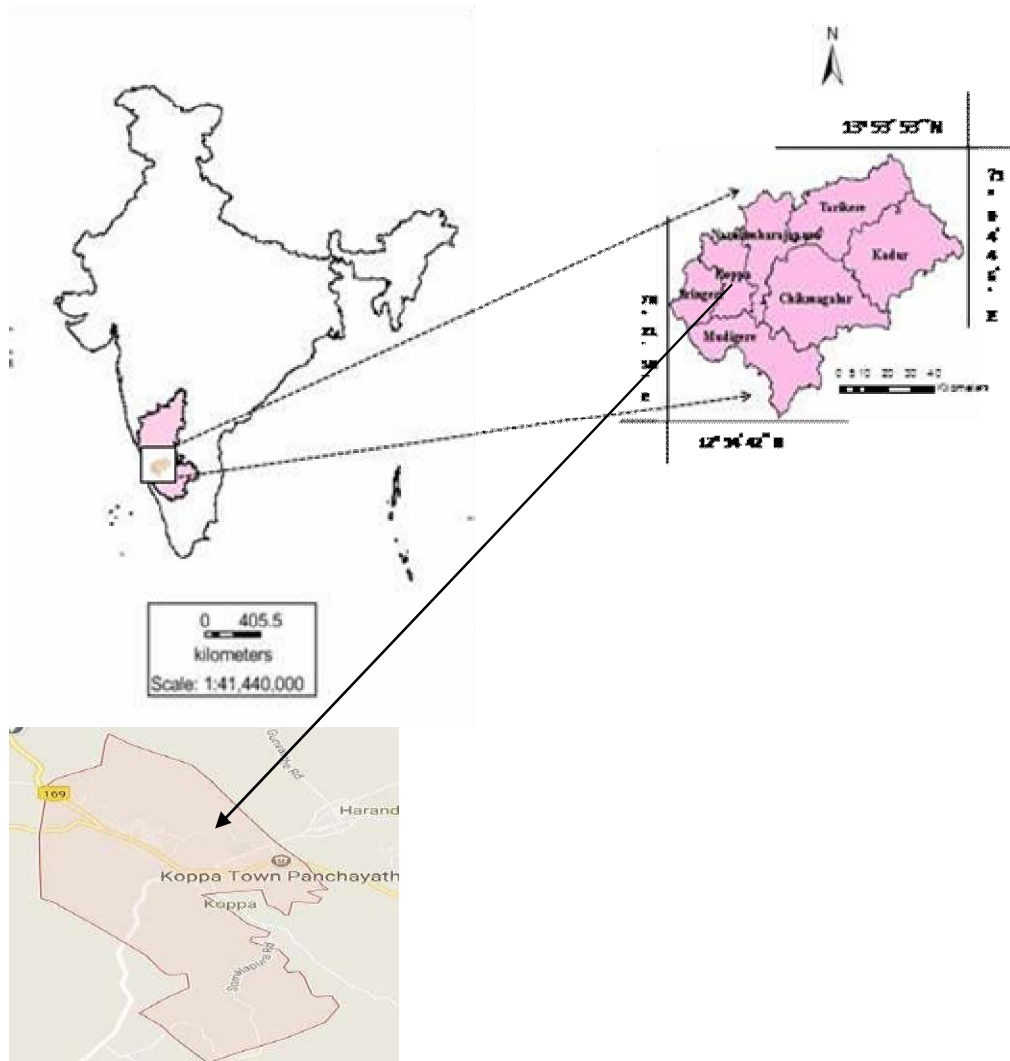 N
13° 53' 53" N
Tarikere
Kadur
Koppa
Sringeri
Chikmagalur
Mudigere
0 5 10 20 30 40
Kilometers
12° 54' 42" N
0 405.5
kilometers
Scale: 1:41,440,000
169
Harand
Koppa Town Panchayath
Koppa